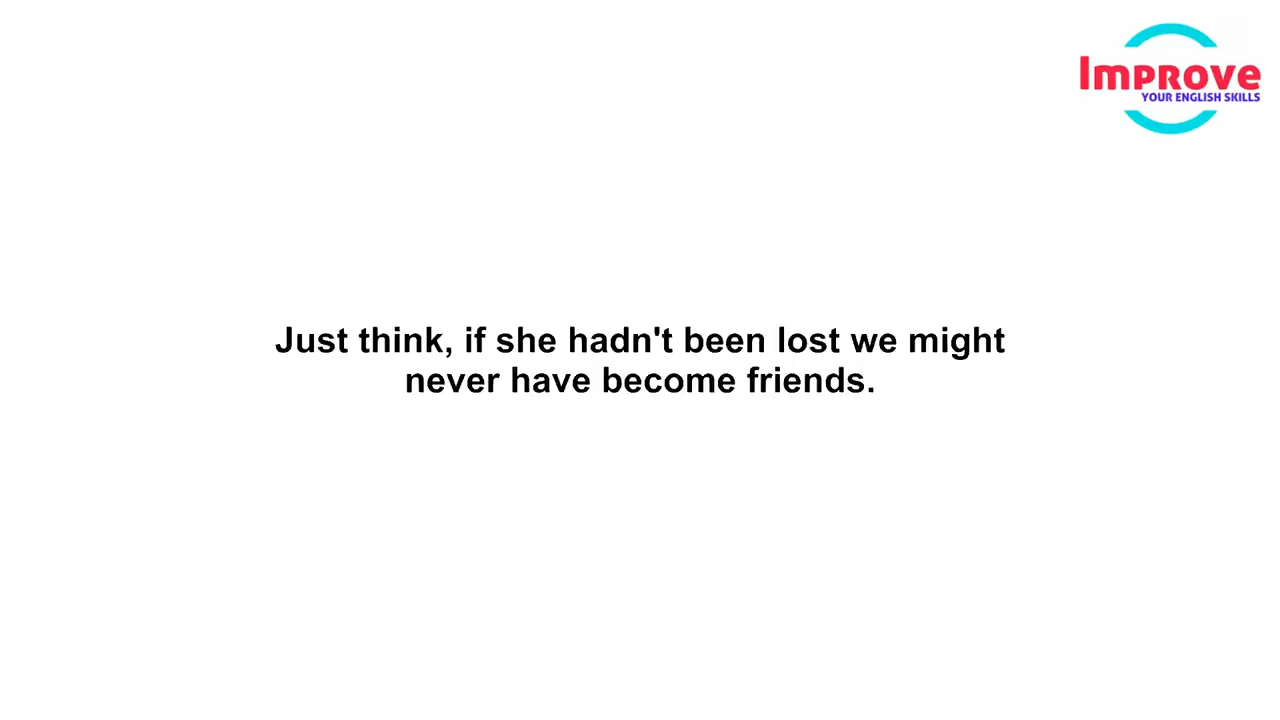 Improve
YOUR ENGLISH SKILLS
Just think, if she hadn't been lost we might
never have become friends.